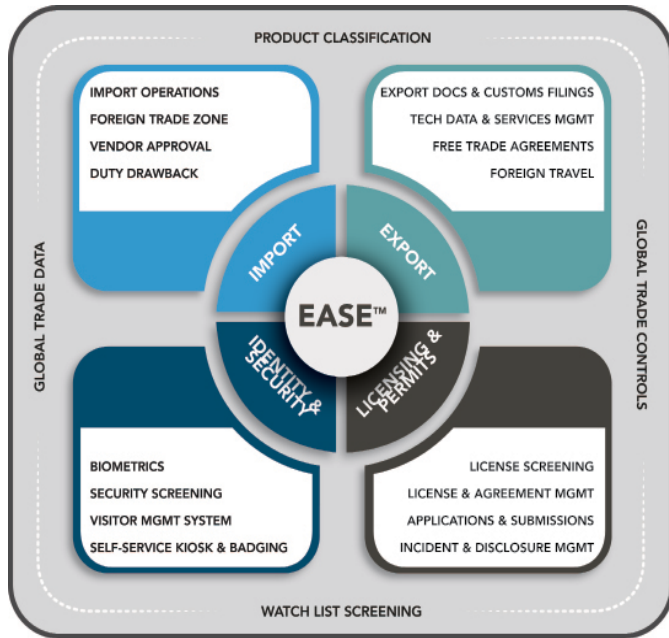 PRODUCT CLASSIFICATION
IMPORT OPERATIONS
FOREIGN TRADE ZONE
VENDOR APPROVAL
DUTY DRAWBACK
EXPORT DOCS & CUSTOMS FILINGS
TECH DATA & SERVICES MGMT
FREE TRADE AGREEMENTS
FOREIGN TRAVEL
GLOBAL TRADE DATA
GLOBAL TRADE CONTROLS
IMPORT
EXPORT
EASE™
IDENTITY &
SECURITY
LICENSING &
PERMITS
BIOMETRICS
SECURITY SCREENING
VISITOR MGMT SYSTEM
SELF-SERVICE KIOSK & BADGING
LICENSE SCREENING
LICENSE & AGREEMENT MGMT
APPLICATIONS & SUBMISSIONS
INCIDENT & DISCLOSURE MGMT
WATCH LIST SCREENING